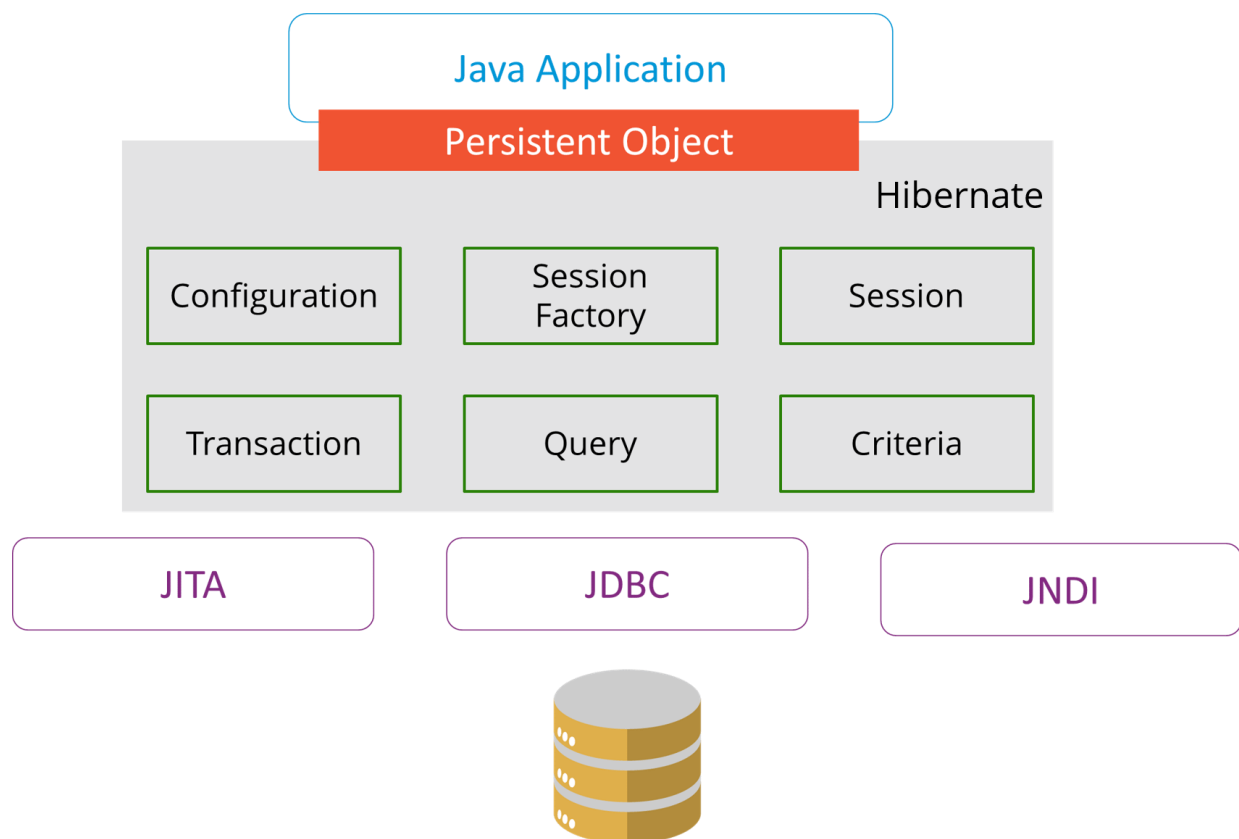 Java Application
Persistent Object
Hibernate
Configuration
Session
Factory
Session
Transaction
Query
Criteria
JITA
JDBC
JNDI